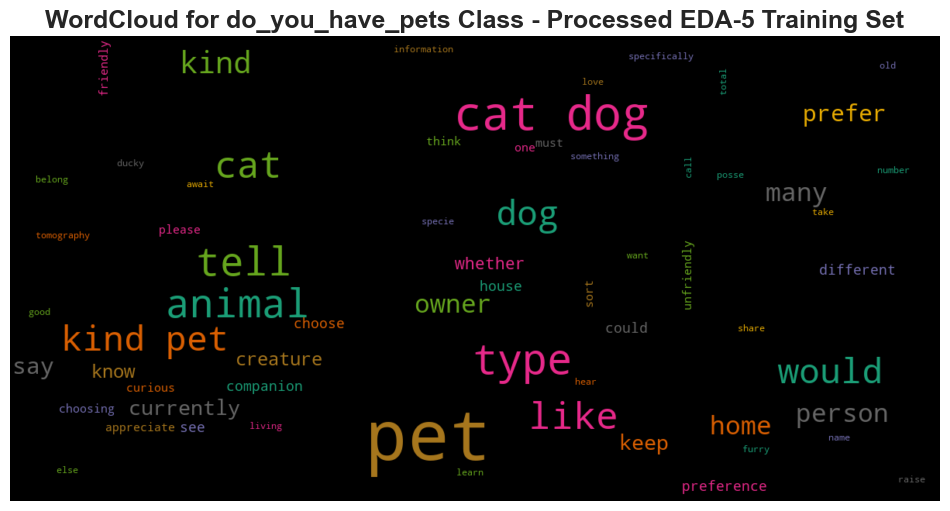 WordCloud for do_you_have_pets Class - Processed EDA-5 Training Set
friendly
kind
information
specifically
old
love
total
cat dog
prefer
think
one
must
something
ducky
cat
call
belong
await
posse
number
many
take
dog
specie
please
tomography
tell
whether
want
unfriendly
different
house
sort
animal
owner
good
choose
could
share
kind pet
say
know
creature
type
would
curious
companion
hear
choosing
currently
like
person
appreciate
see
living
home
pet
keep
name
furry
else
learn
preference
raise